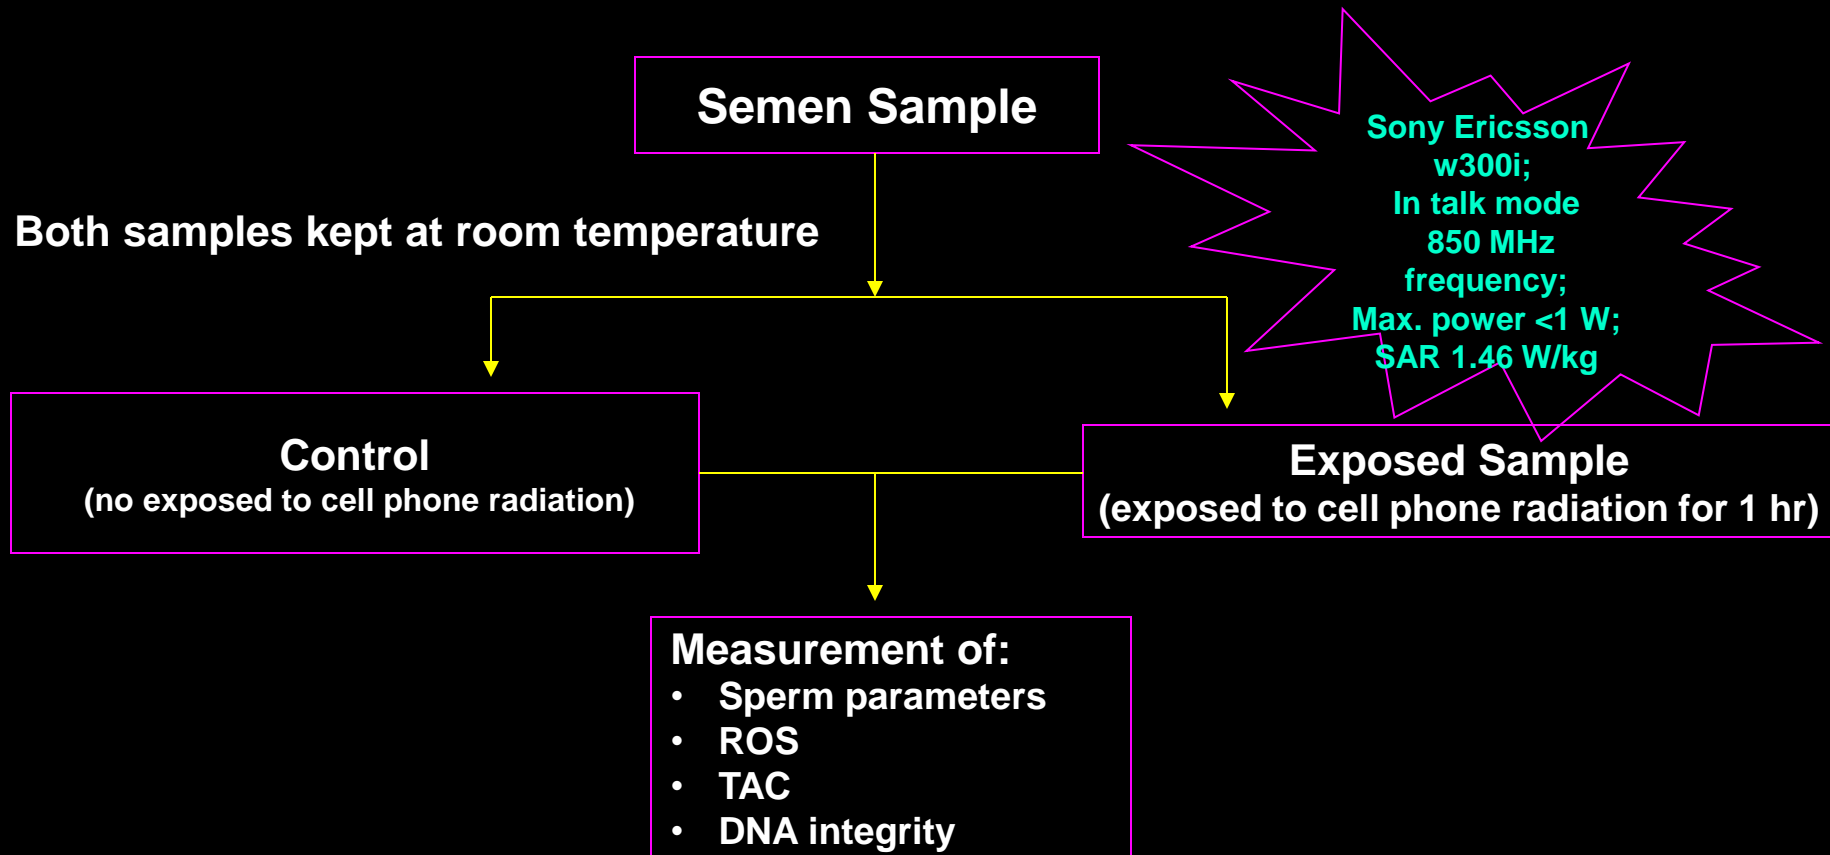 Semen Sample
Sony Ericsson
w300i;
In talk mode
850 MHz
frequency;
Max. power <1 W;
SAR 1.46 W/kg
Both samples kept at room temperature
Control
(no exposed to cell phone radiation)
Exposed Sample
(exposed to cell phone radiation for 1 hr)
Measurement of:
• Sperm parameters
• ROS
• TAC
• DNA integrity